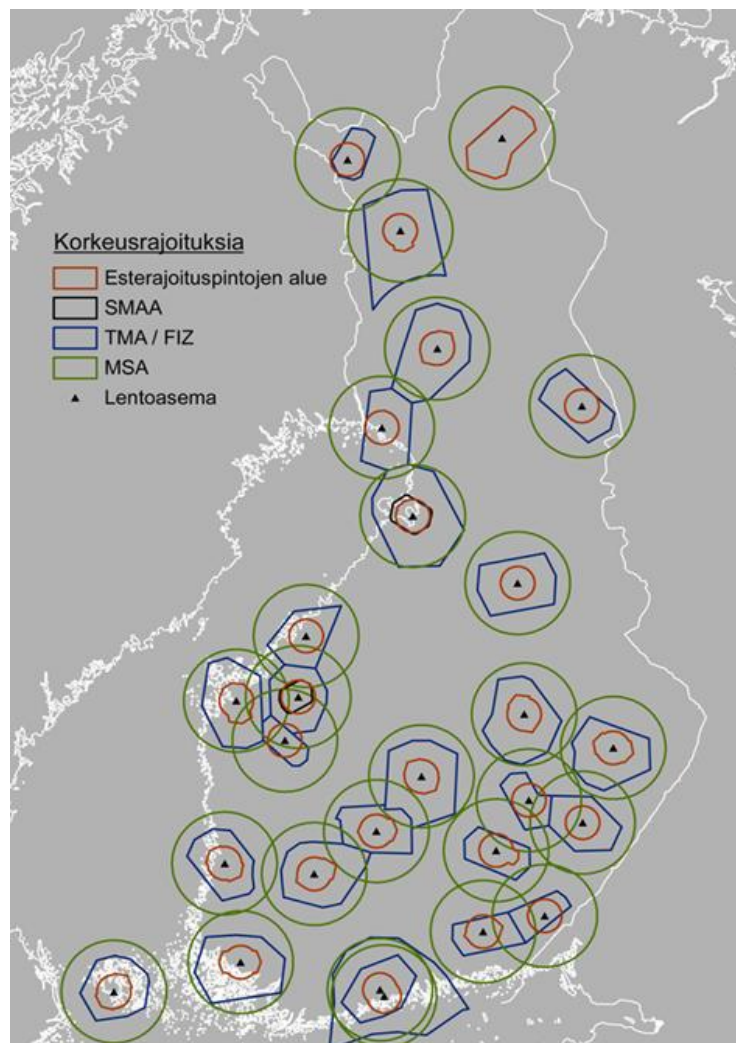 Korkeusrajoituksia
Esterajoituspintojen alue
SMAA
TMA / FIZ
MSA
Lentoasema